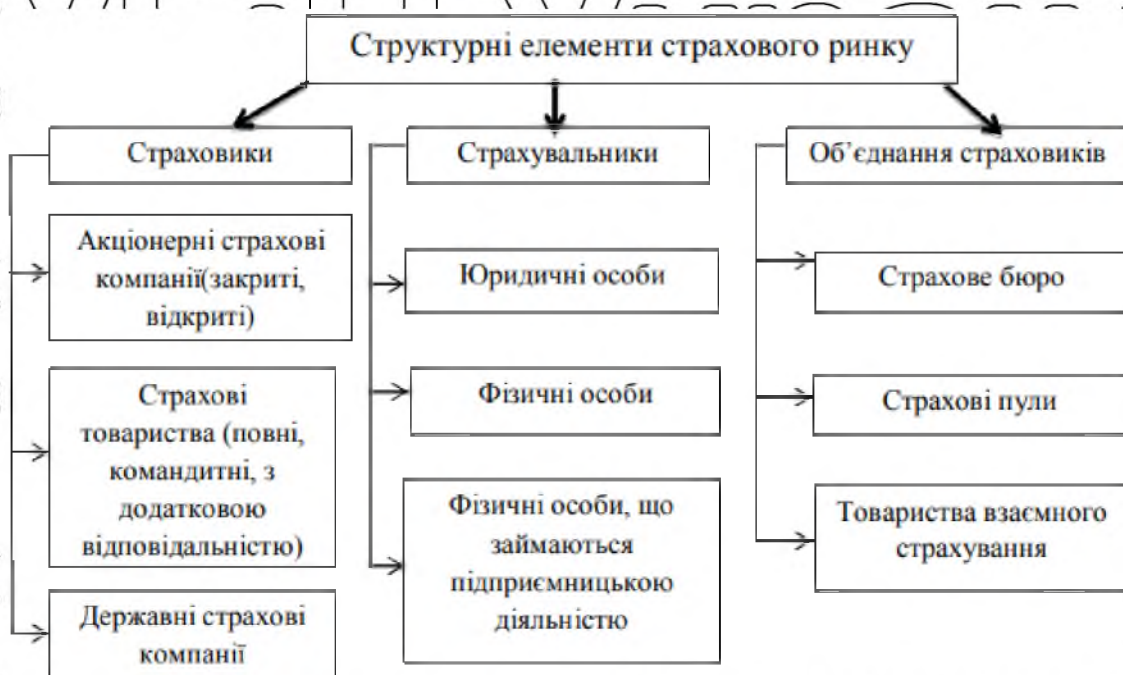 Структурні елементи страхового ринку
Страховики
Акціонерні страхові
компанії(закриті,
відкриті)
Страхові
товариства (повні,
командитні, з
додатковою
відповідальністю)
Державні страхові
компанії
Страхувальники
Юридичні особи
Фізичні особи
Фізичні особи, що
займаються
підприємницькою
діяльністю
Об’єднання страховиків
Страхове бюро
Страхові пули
Товариства взаємного
страхування